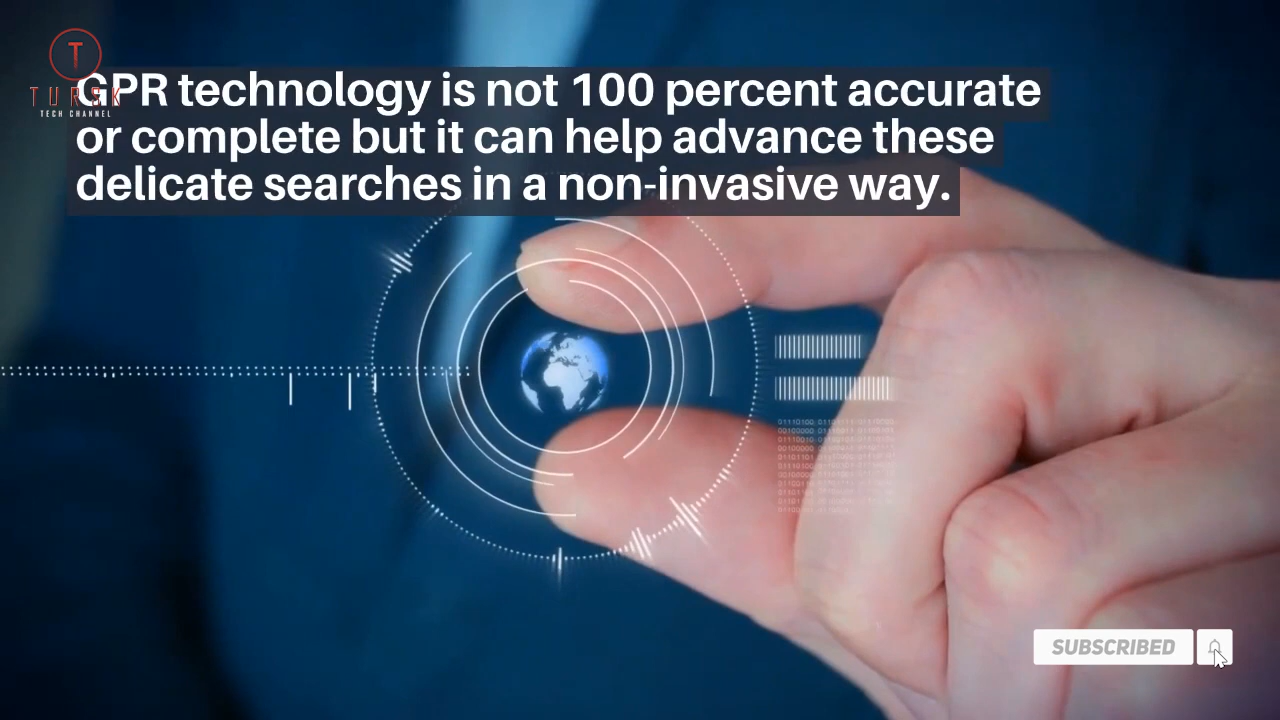 T
TURSK
TECH CHANNEL
GPR technology is not 100 percent accurate
or complete but it can help advance these
delicate searches in a non-invasive way.
SUBSCRIBED